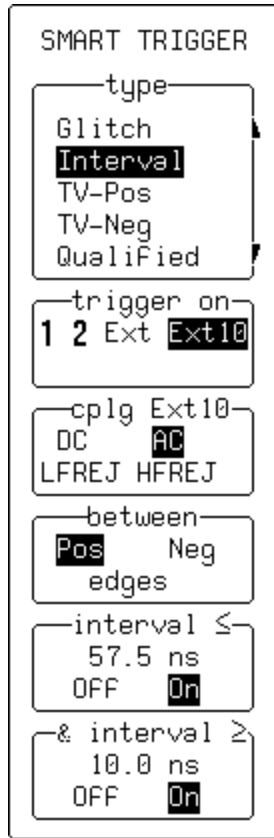 SMART TRIGGER
type
Glitch
Interval
TV-Pos
TV-Neg
Qualified
trigger on
1 2 Ext Ext10
cplg Ext10
DC AC
LFREJ HFREJ
between
Pos Neg
edges
interval ≤
57.5 ns
OFF On
& interval ≥
10.0 ns
OFF On